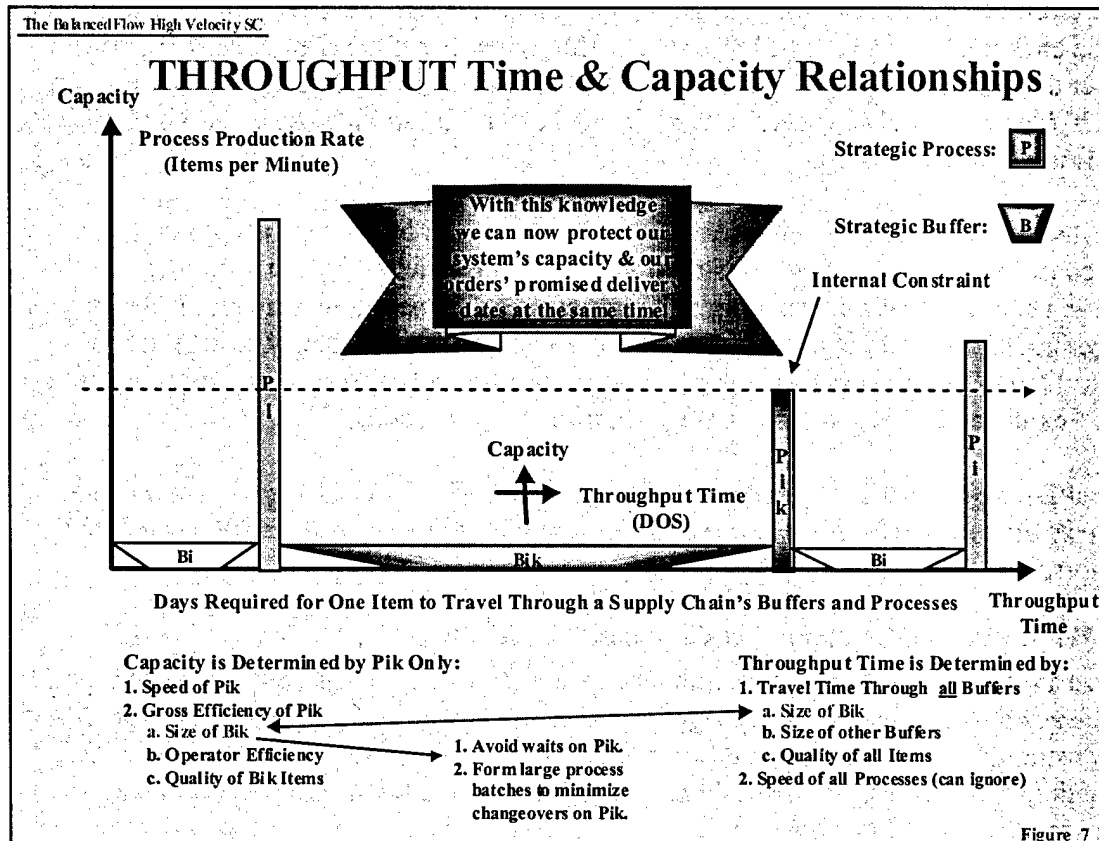 The Balanced Flow High Velocity SC
THROUGHPUT Time & Capacity Relationships
Capacity
Process Production Rate
(Items per Minute)
Strategic Process: P
Strategic Buffer: B
With this knowledge
we can now protect our
system's capacity & our
orders' promised deliver
dates at the same time
Internal Constraint
P
i
P
i
k
P
i
Capacity
Throughput Time
(DOS)
Bi
Bik
Bi
Days Required for One Item to Travel Through a Supply Chain's Buffers and Processes
Throughput
Time
Capacity is Determined by Pik Only:
1. Speed of Pik
2. Gross Efficiency of Pik
a. Size of Bik
b. Operator Efficiency
c. Quality of Bik Items
1. Avoid waits on Pik.
2. Form large process
batches to minimize
changeovers on Pik.
Throughput Time is Determined by:
1. Travel Time Through all Buffers
a. Size of Bik
b. Size of other Buffers
c. Quality of all Items
2. Speed of all Processes (can ignore)
Figure 7